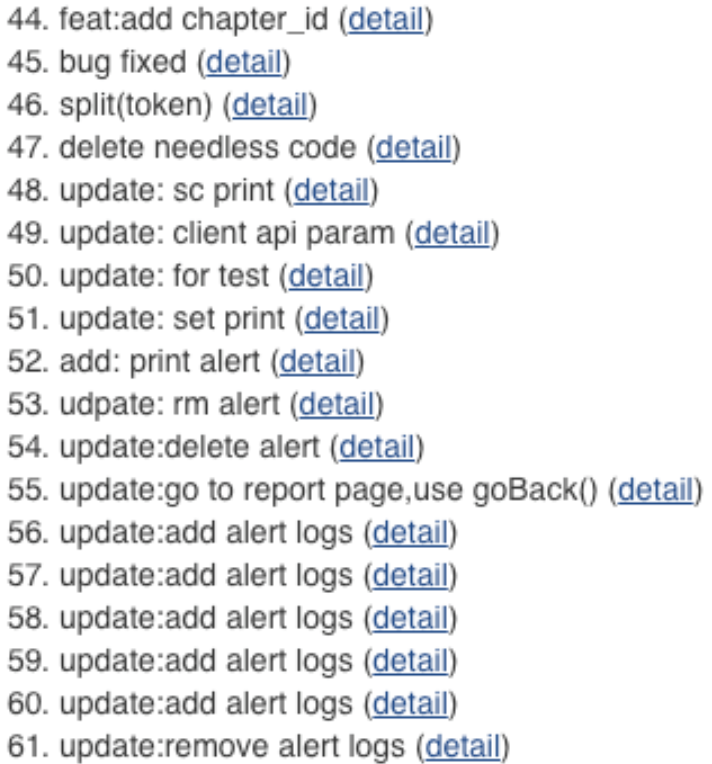 44. feat:add chapter_id (detail)
45. bug fixed (detail)
46. split(token) (detail)
47. delete needless code (detail)
48. update: sc print (detail)
49. update: client api param (detail)
50. update: for test (detail)
51. update: set print (detail)
52. add: print alert (detail)
53. udpate: rm alert (detail)
54. update:delete alert (detail)
55. update:go to report page,use goBack() (detail)
56. update:add alert logs (detail)
57. update:add alert logs (detail)
58. update:add alert logs (detail)
59. update:add alert logs (detail)
60. update:add alert logs (detail)
61. update:remove alert logs (detail)